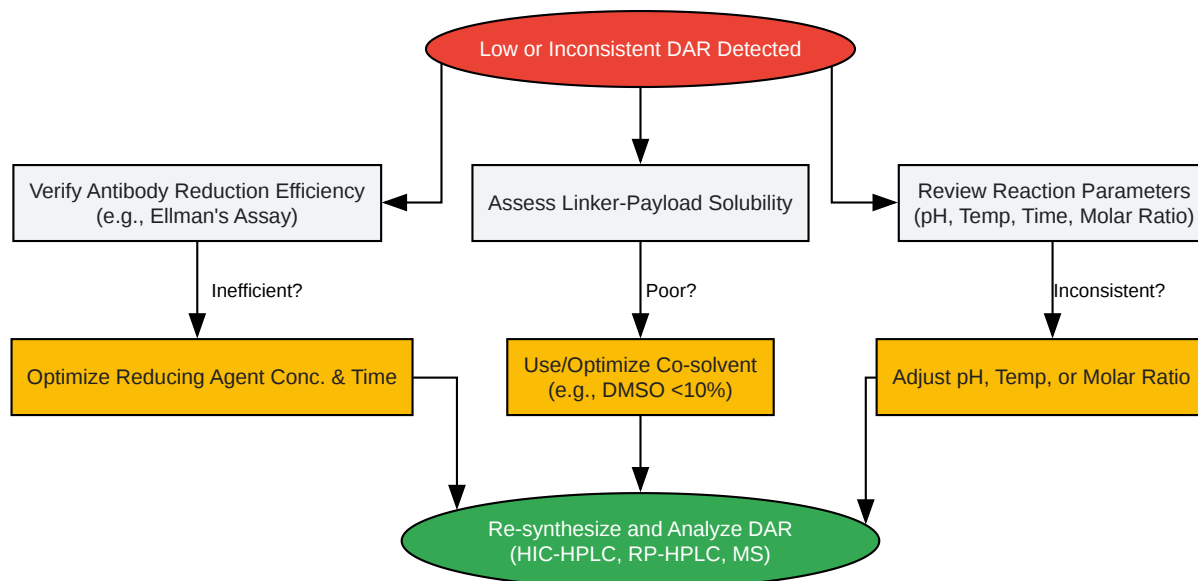 Low or Inconsistent DAR Detected
Verify Antibody Reduction Efficiency
(e.g., Ellman's Assay)
Assess Linker-Payload Solubility
Review Reaction Parameters
(pH, Temp, Time, Molar Ratio)
Inefficient?
Poor?
Inconsistent?
Optimize Reducing Agent Conc. & Time
Use/Optimize Co-solvent
(e.g., DMSO <10%)
Adjust pH, Temp, or Molar Ratio
Re-synthesize and Analyze DAR
(HIC-HPLC, RP-HPLC, MS)